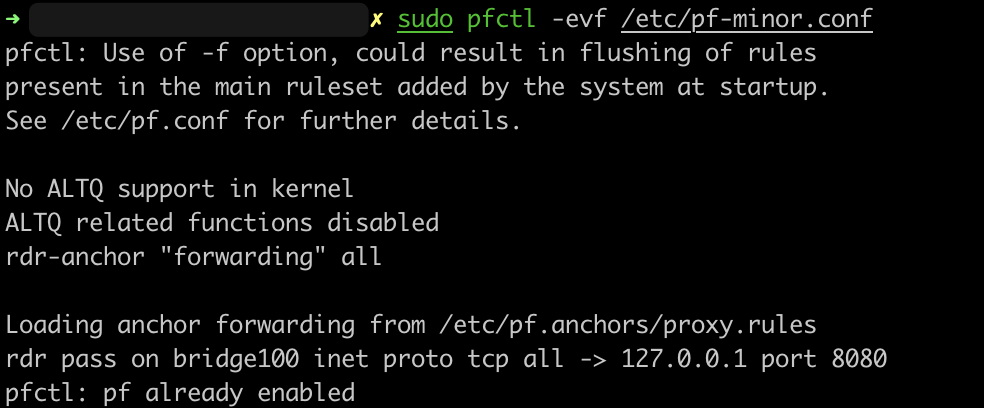 ➜ ✗ sudo pfctl -evf /etc/pf-minor.conf
pfctl: Use of -f option, could result in flushing of rules
present in the main ruleset added by the system at startup.
See /etc/pf.conf for further details.
No ALTQ support in kernel
ALTQ related functions disabled
rdr-anchor "forwarding" all
Loading anchor forwarding from /etc/pf.anchors/proxy.rules
rdr pass on bridge100 inet proto tcp all -> 127.0.0.1 port 8080
pfctl: pf already enabled